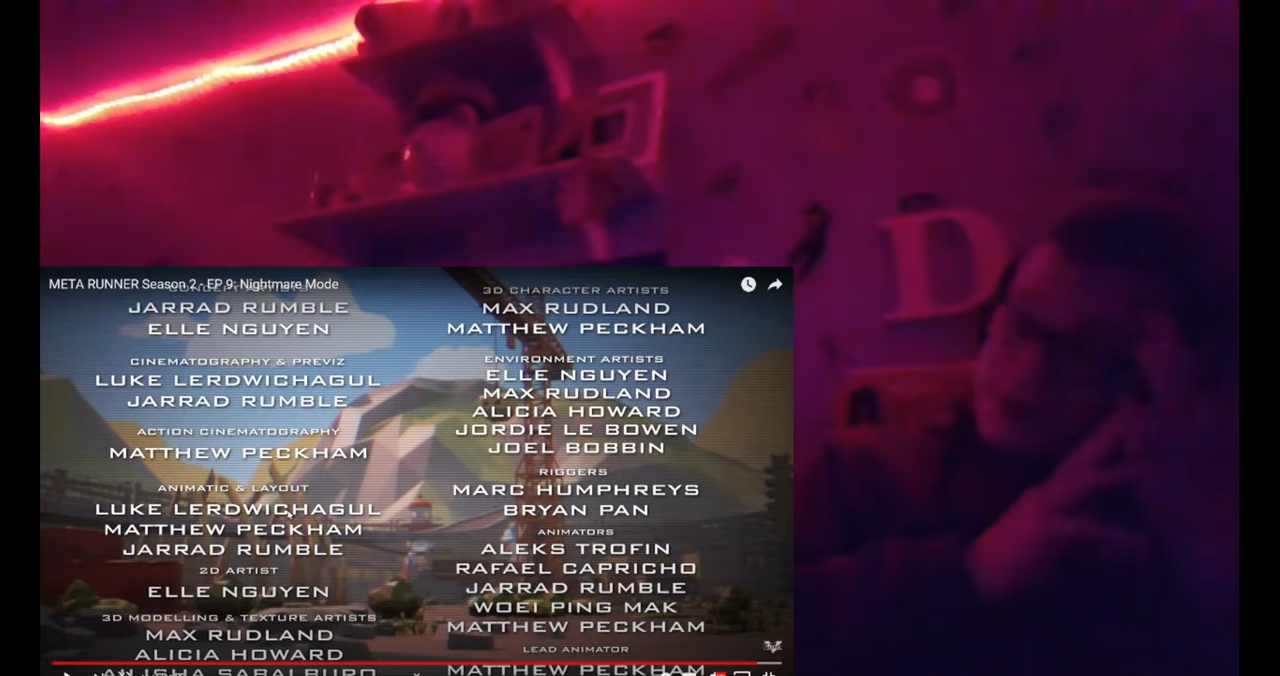 META RUNNER Season 2 - EP 9: Nightmare Mode
JARRAD RUMBLE
ELLE NGUYEN
CINEMATOGRAPHY & PREVIZ
LUKE LERDWICHAGUL
JARRAD RUMBLE
ACTION CINEMATOGRAPHY
MATTHEW PECKHAM
ANIMATIC & LAYOUT
LUKE LERDWICHAGUL
MATTHEW PECKHAM
JARRAD RUMBLE
2D ARTIST
ELLE NGUYEN
3D MODELLING & TEXTURE ARTISTS
MAX RUDLAND
ALICIA HOWARD
3D CHARACTER ARTISTS
MAX RUDLAND
MATTHEW PECKHAM
ENVIRONMENT ARTISTS
ELLE NGUYEN
MAX RUDLAND
ALICIA HOWARD
JORDIE LE BOWEN
JOEL BOBBIN
RIGGERS
MARC HUMPHREYS
BRYAN PAN
ANIMATORS
ALEKS TROFIN
RAFAEL CAPRICHO
JARRAD RUMBLE
WOEI PING MAK
MATTHEW PECKHAM
LEAD ANIMATOR
MATTHEW PECKHAM
D